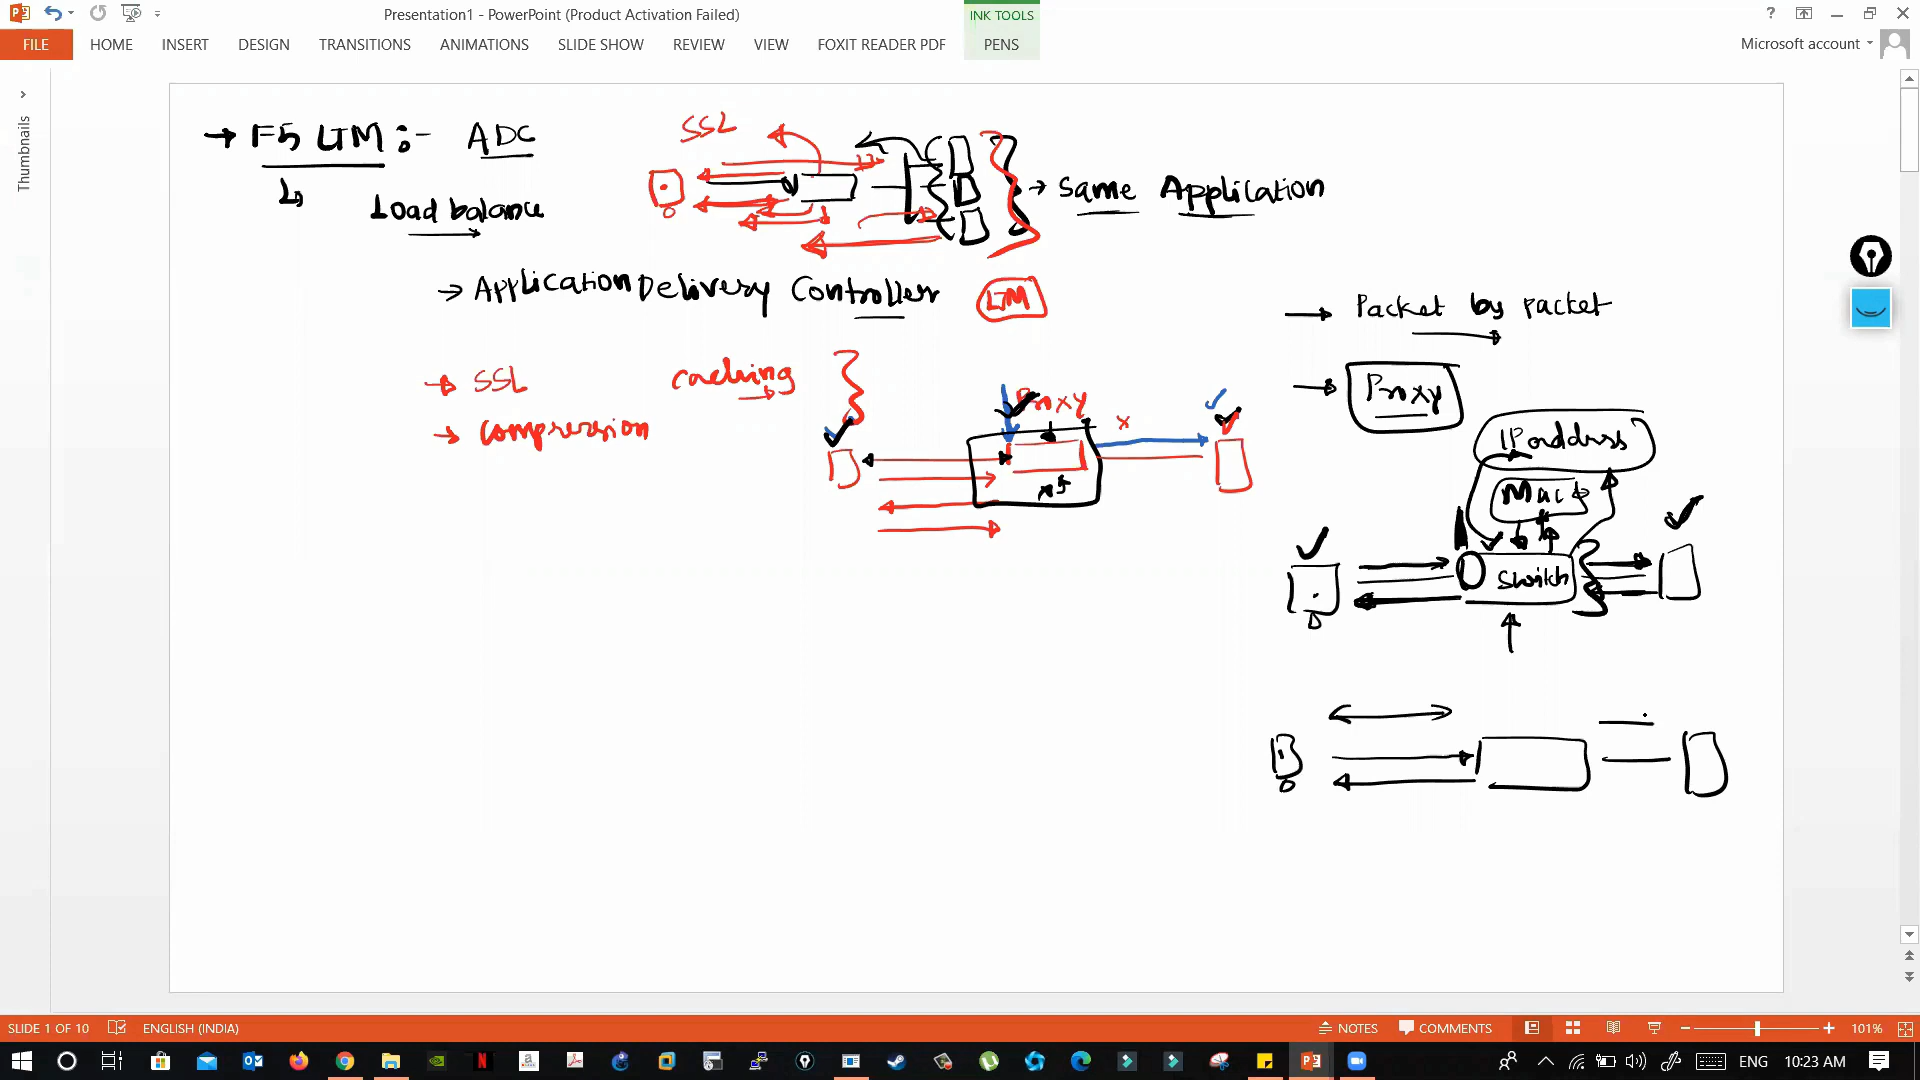 Presentation1 - PowerPoint (Product Activation Failed)
INK TOOLS
FILE HOME INSERT DESIGN TRANSITIONS ANIMATIONS SLIDE SHOW REVIEW VIEW FOXIT READER PDF PENS
Microsoft account
Thumbnails
F5 LTM :- ADC
SSL
Load balance
Same Application
Application Delivery Controller
LTM
Packet by packet
SSL
caching
Proxy
compression
Proxy
x
IP address
Mac
Switch
SLIDE 1 OF 10
ENGLISH (INDIA)
NOTES
COMMENTS
101%
ENG
10:23 AM